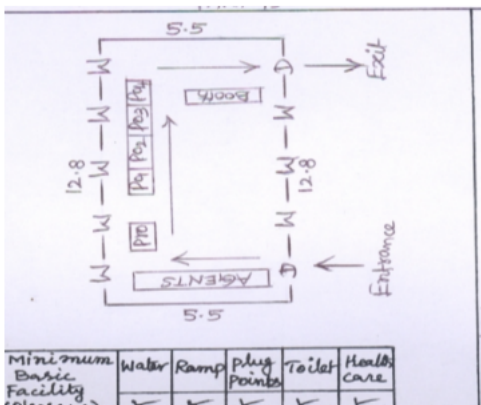 5.5
W W W W W
12.8
PRO
PO1 PO2 PO3 PO4
Booth
D W W W D
12.8
Exit
Entrance
AGENTS
5.5
Minimum Basic Facility
Water
Ramp
Plug Points
Toilet
Health care